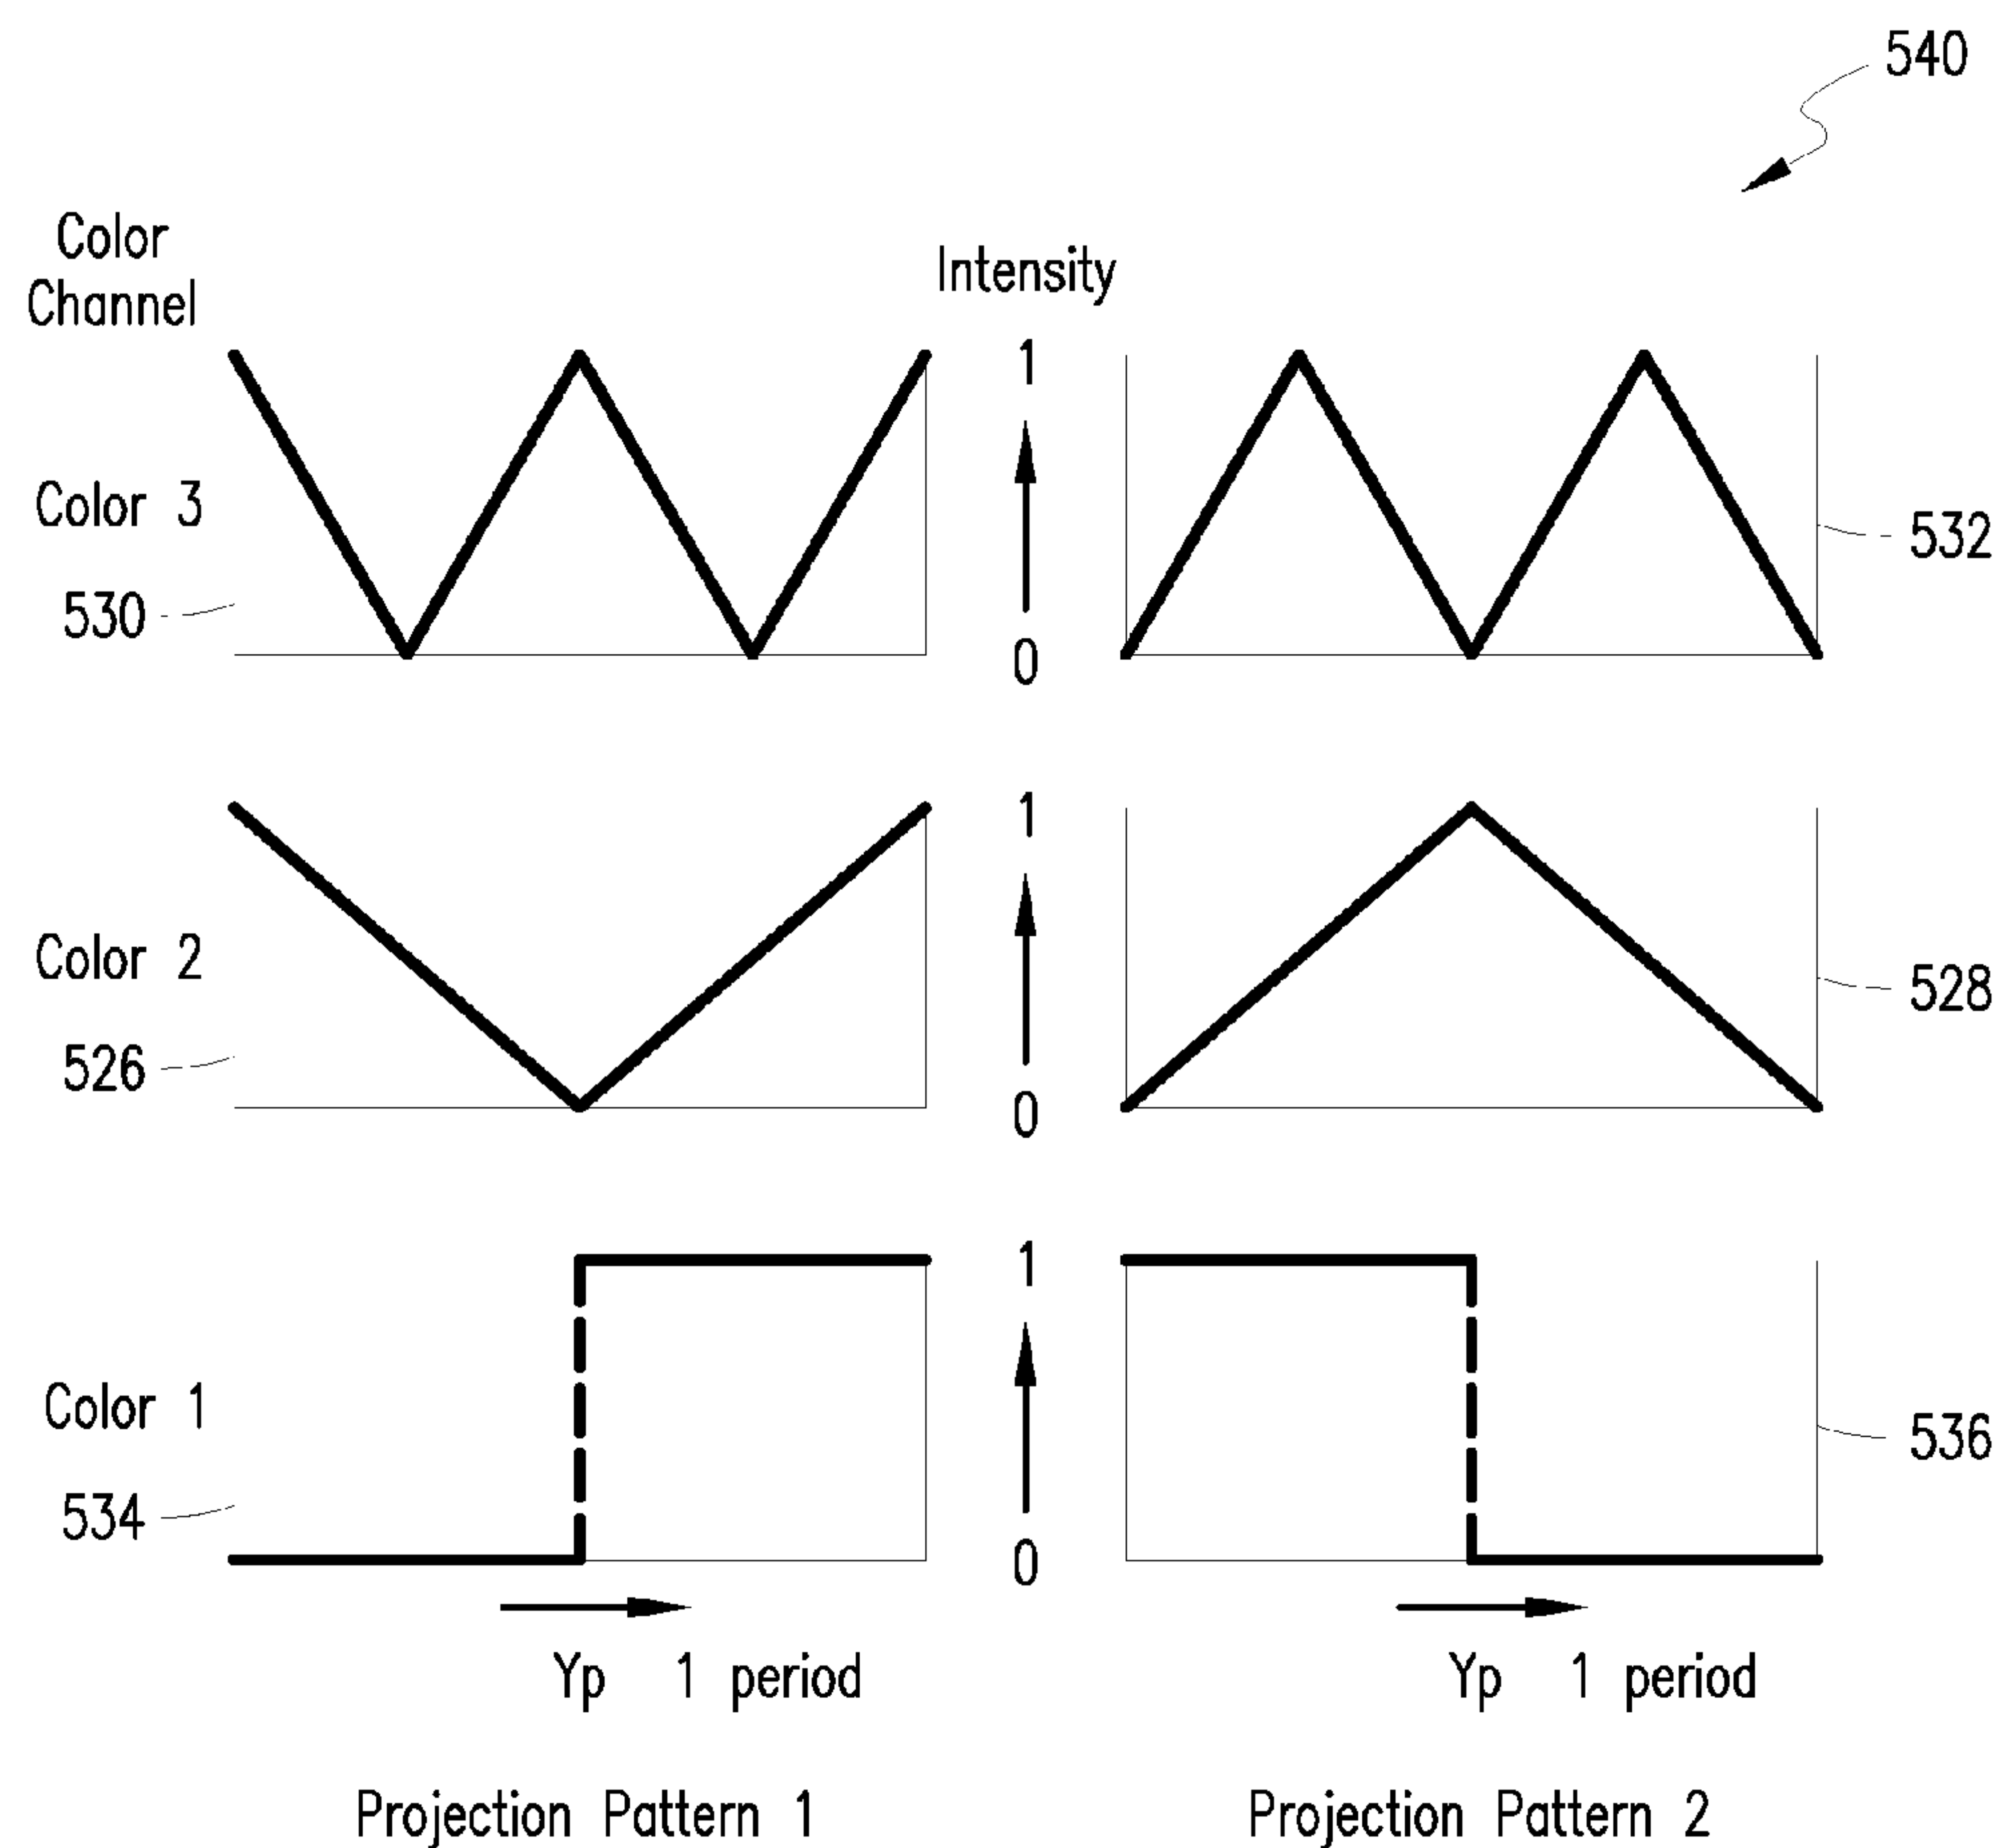 540
Color
Channel
Intensity
1
Color 3
530
0
532
1
Color 2
526
0
528
1
Color 1
534
0
536
Yp 1 period
Yp 1 period
Projection Pattern 1
Projection Pattern 2